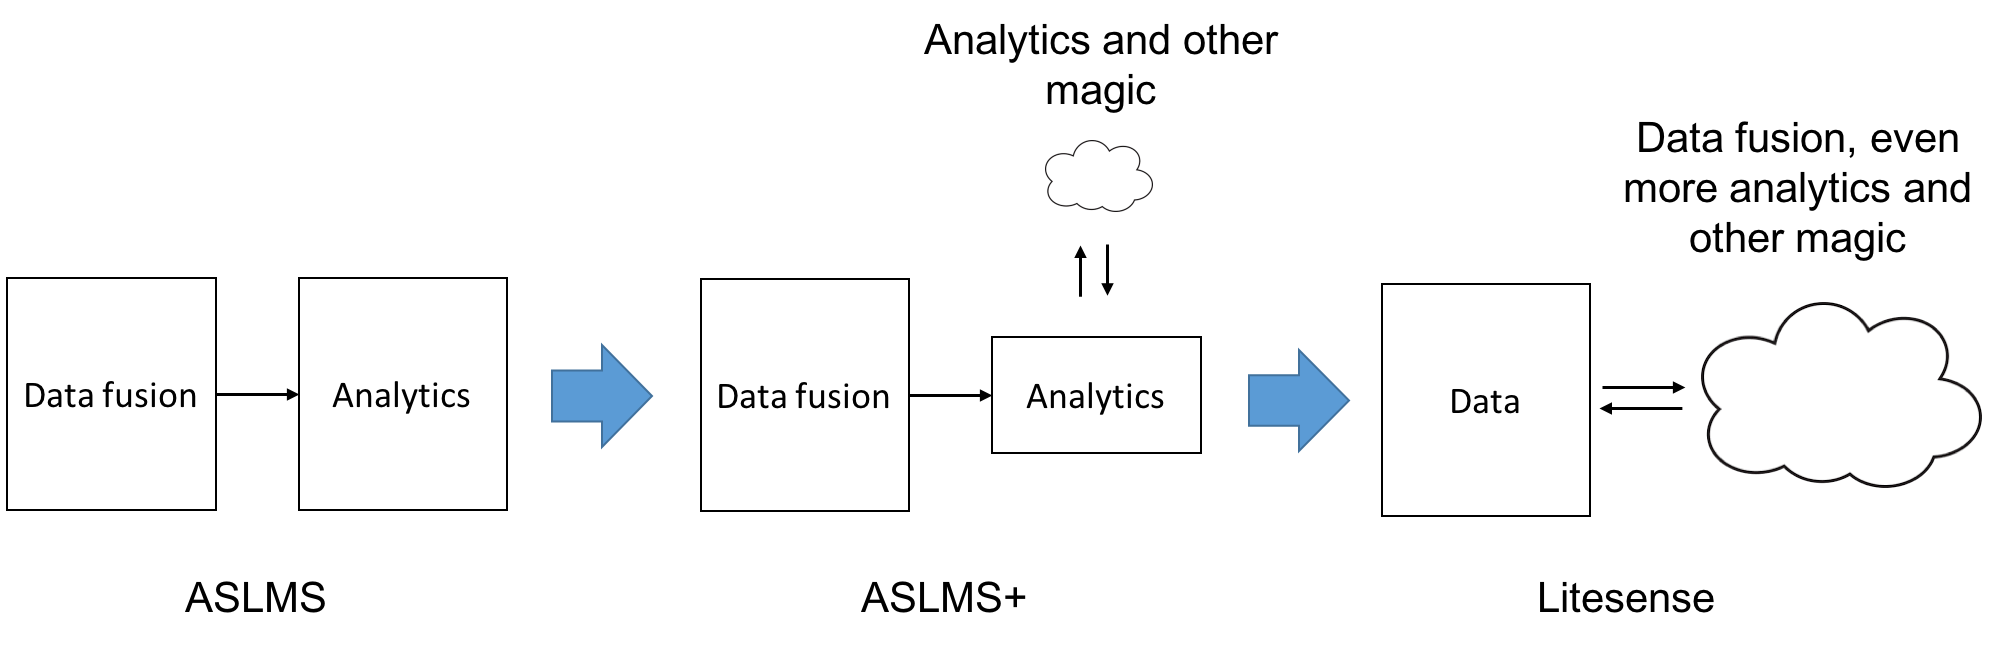 Analytics and other
magic
Data fusion, even
more analytics and
other magic
Data fusion
Analytics
Data fusion
Analytics
Data
ASLMS
ASLMS+
Litesense